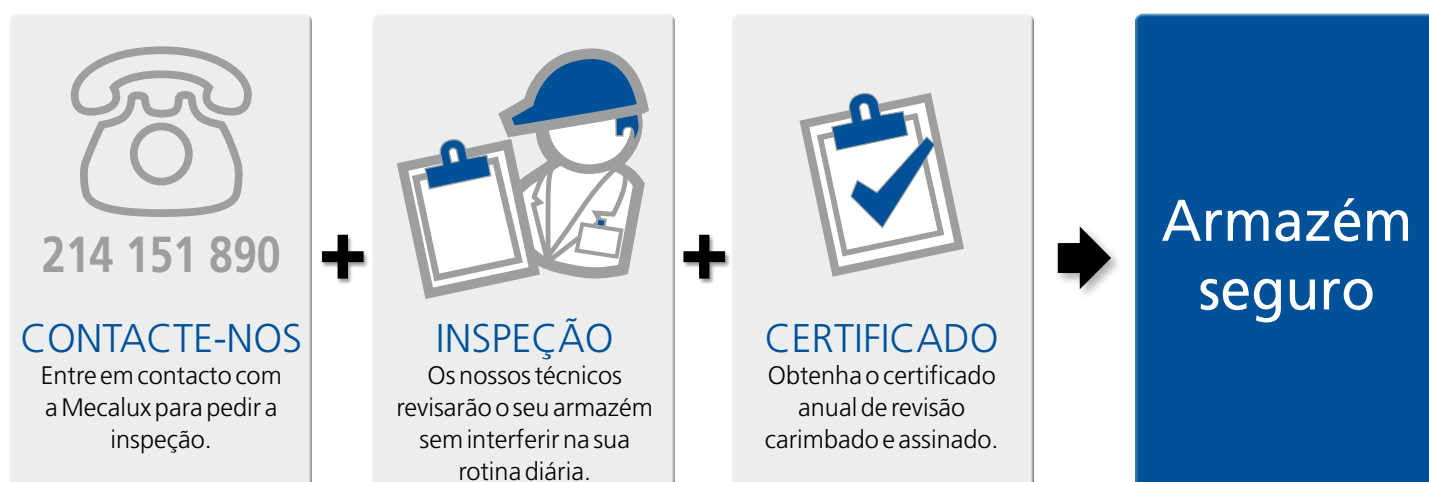 214 151 890
CONTACTE-NOS
Entre em contacto com
a Mecalux para pedir a
inspeção.
INSPEÇÃO
Os nossos técnicos
revisarão o seu armazém
sem interferir na sua
rotina diária.
CERTIFICADO
Obtenha o certificado
anual de revisão
carimbado e assinado.
Armazém
seguro